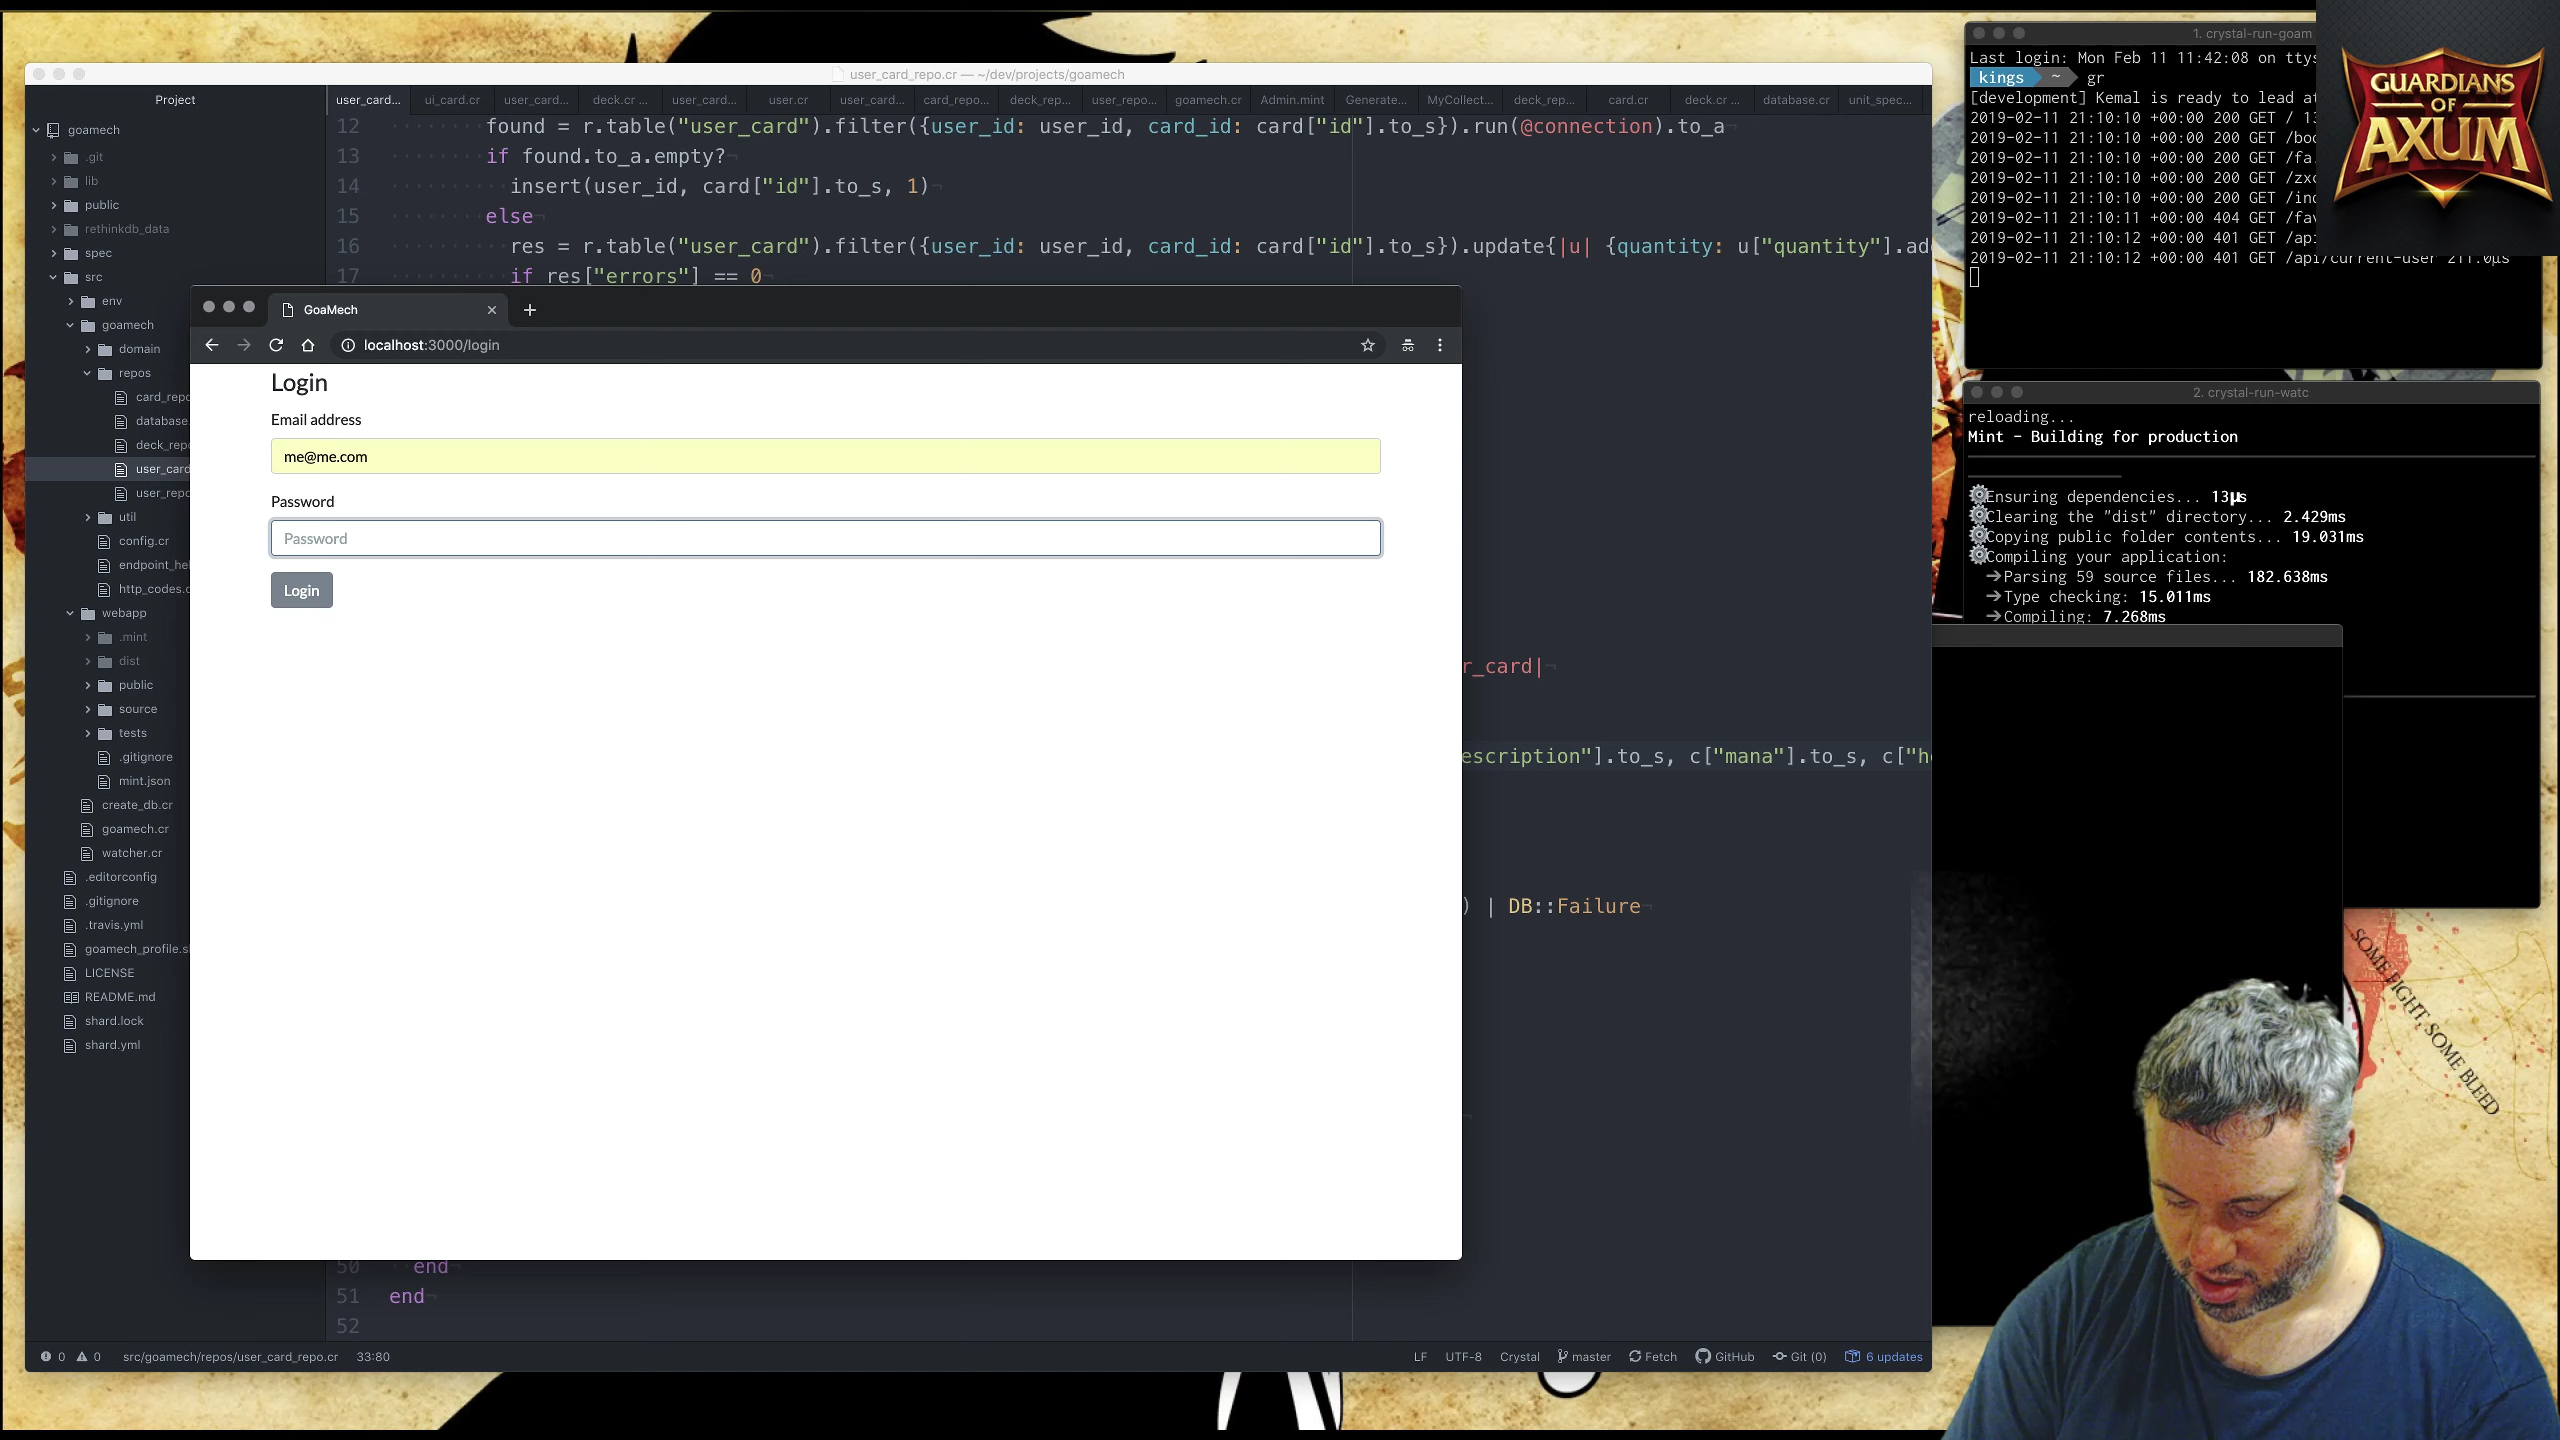 user_card_repo.cr — ~/dev/projects/goamech
Project
goamech
.git
lib
public
rethinkdb_data
spec
src
env
goamech
domain
repos
card_repo
database.
deck_repo
user_card
user_repo
util
config.cr
endpoint_he
http_codes.c
webapp
.mint
dist
public
source
tests
.gitignore
mint.json
create_db.cr
goamech.cr
watcher.cr
.editorconfig
.gitignore
.travis.yml
goamech_profile.s
LICENSE
README.md
shard.lock
shard.yml
user_card... ui_card.cr user_card... deck.cr ... user_card... user.cr user_card... card_repo... deck_rep... user_repo... goamech.cr Admin.mint Generate... MyCollect... deck_rep... card.cr deck.cr ... database.cr unit_spec...
12 found = r.table("user_card").filter({user_id: user_id, card_id: card["id"].to_s}).run(@connection).to_a
13 if found.to_a.empty?
14 insert(user_id, card["id"].to_s, 1)
15 else
16 res = r.table("user_card").filter({user_id: user_id, card_id: card["id"].to_s}).update{|u| {quantity: u["quantity"].ad
17 if res["errors"] == 0
r_card|
escription"].to_s, c["mana"].to_s, c["h
) | DB::Failure
50 end
51 end
52
GoaMech
localhost:3000/login
Login
Email address
me@me.com
Password
Password
Login
0 0 src/goamech/repos/user_card_repo.cr 33:80 LF UTF-8 Crystal master Fetch GitHub Git (0) 6 updates
1. crystal-run-goam
Last login: Mon Feb 11 11:42:08 on ttys
kings ~ gr
[development] Kemal is ready to lead at
2019-02-11 21:10:10 +00:00 200 GET / 13
2019-02-11 21:10:10 +00:00 200 GET /boo
2019-02-11 21:10:10 +00:00 200 GET /fa.
2019-02-11 21:10:10 +00:00 200 GET /zxc
2019-02-11 21:10:10 +00:00 200 GET /ind
2019-02-11 21:10:11 +00:00 404 GET /fav
2019-02-11 21:10:12 +00:00 401 GET /api
2019-02-11 21:10:12 +00:00 401 GET /api/current-user 211.0µs
GUARDIANS
OF
AXUM
2. crystal-run-watc
reloading...
Mint - Building for production
Ensuring dependencies... 13µs
Clearing the "dist" directory... 2.429ms
Copying public folder contents... 19.031ms
Compiling your application:
Parsing 59 source files... 182.638ms
Type checking: 15.011ms
Compiling: 7.268ms
SOME FIGHT, SOME BLEED